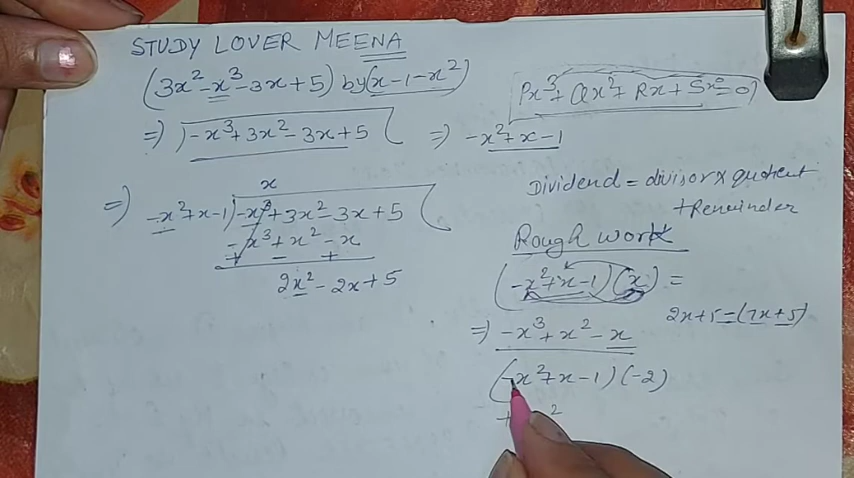 STUDY LOVER MEENA
(3x²-x³-3x+5) by (x-1-x²)
Px³+Qx²+Rx+Sx⁰=0
⇒) -x³+3x²-3x+5
⇒) -x²+x-1
Dividend = divisor x quotient
+Remainder
x
⇒) -x²+x-1) -x³+3x²-3x+5
-x³+x²-x
+ - +
2x²-2x+5
Rough work
(-x²+x-1)(x) =
2x+5-(7x+5)
⇒) -x³+x²-x
(-x²+x-1)(-2)